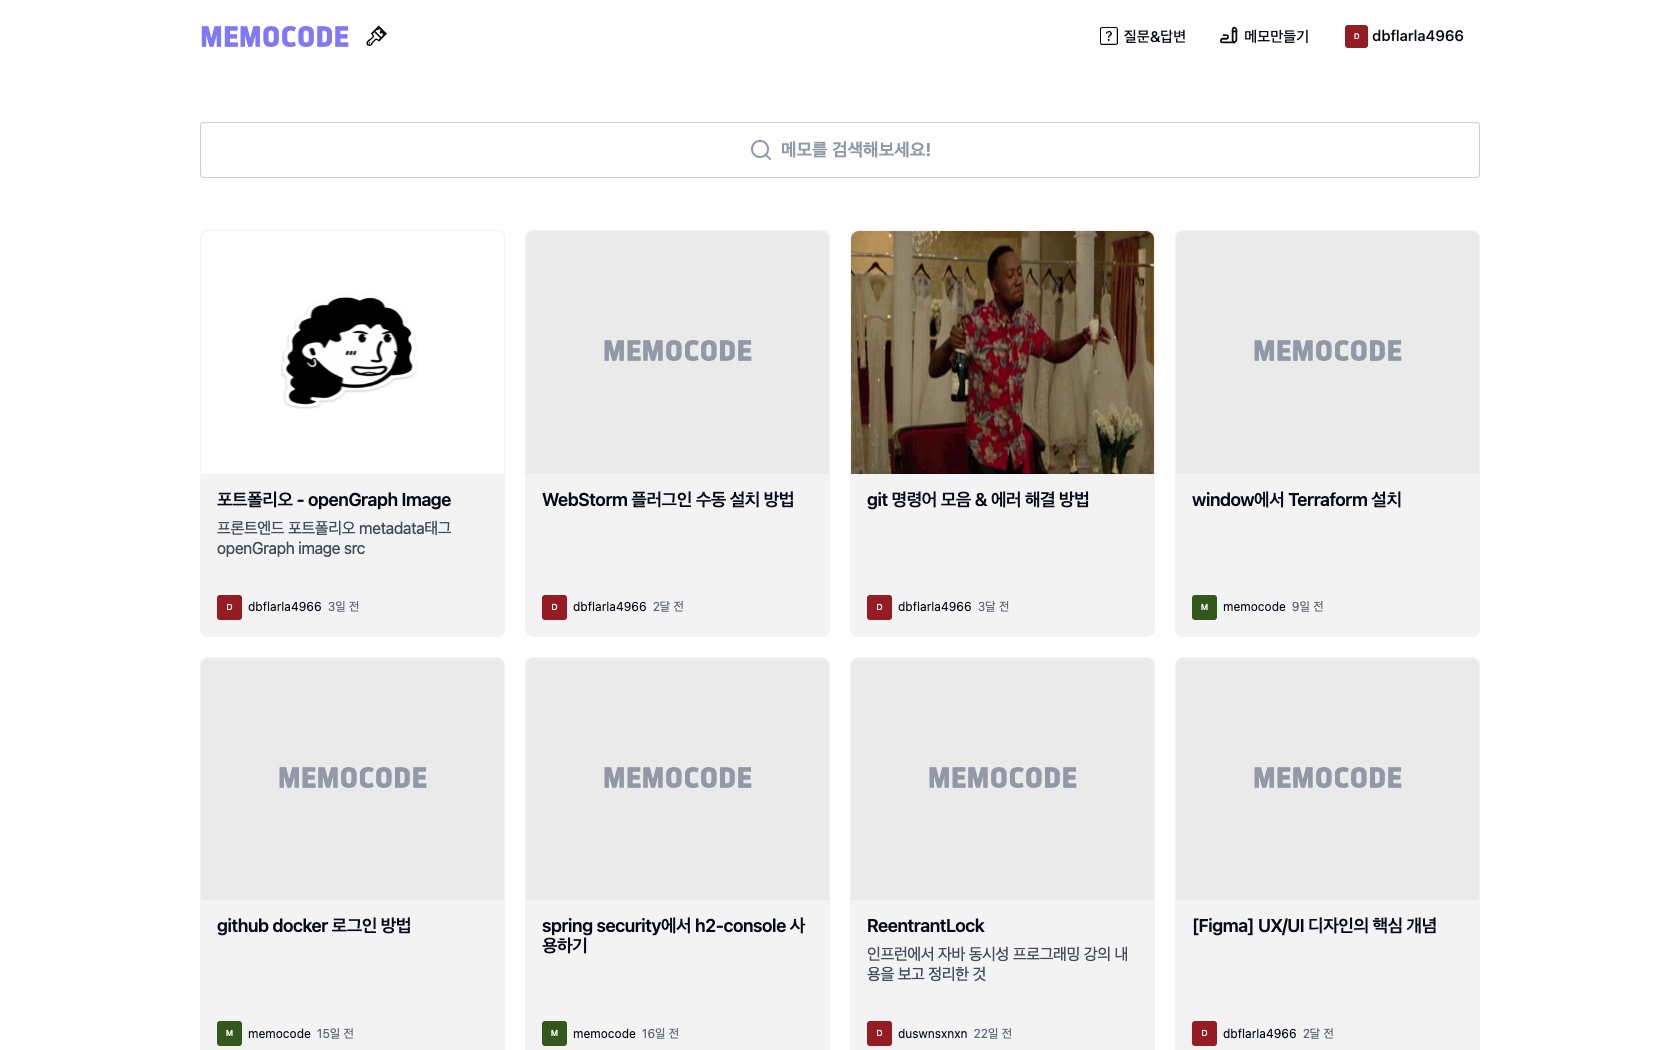 MEMOCODE
질문&답변
메모만들기
D dbflarla4966
메모를 검색해보세요!
MEMOCODE
MEMOCODE
포트폴리오 - openGraph Image
프론트엔드 포트폴리오 metadata태그
openGraph image src
D dbflarla4966 3일 전
WebStorm 플러그인 수동 설치 방법
D dbflarla4966 2달 전
git 명령어 모음 & 에러 해결 방법
D dbflarla4966 3달 전
window에서 Terraform 설치
M memocode 9일 전
MEMOCODE
MEMOCODE
MEMOCODE
MEMOCODE
github docker 로그인 방법
M memocode 15일 전
spring security에서 h2-console 사
용하기
M memocode 16일 전
ReentrantLock
인프런에서 자바 동시성 프로그래밍 강의 내
용을 보고 정리한 것
D duswnsxnxn 22일 전
[Figma] UX/UI 디자인의 핵심 개념
D dbflarla4966 2달 전